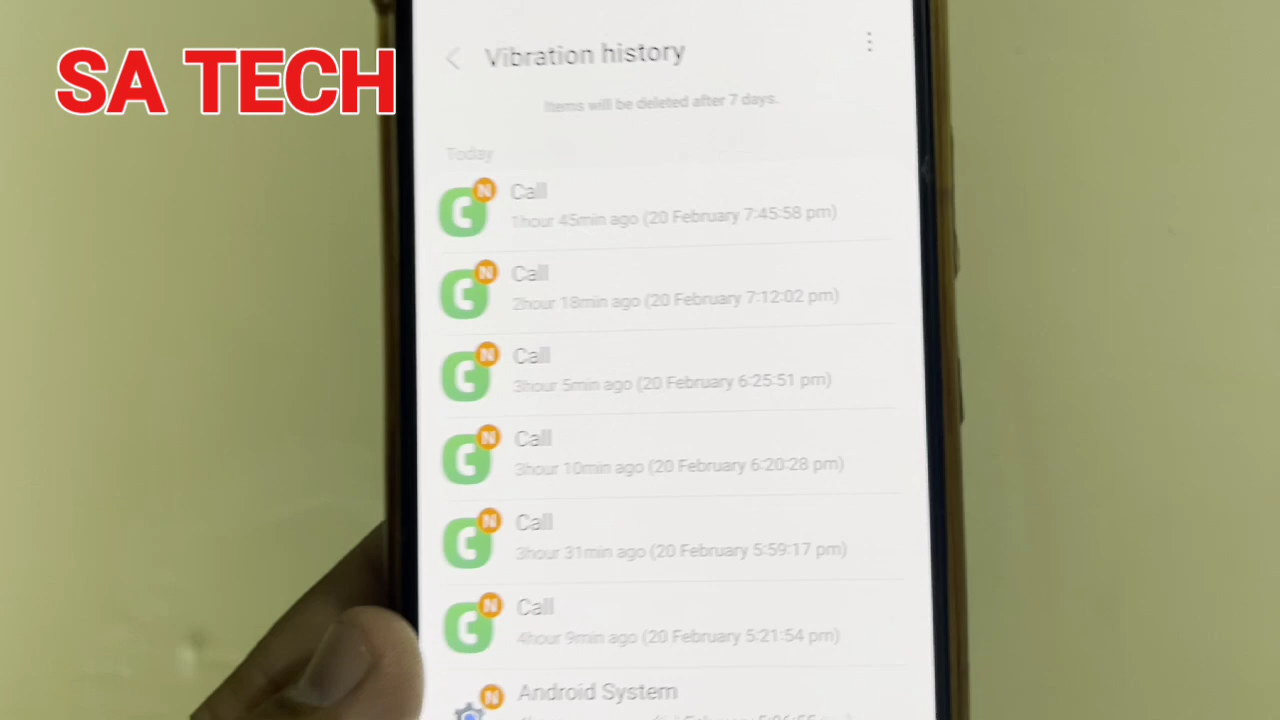 SA TECH
Vibration history
Items will be deleted after 7 days.
Today
N
Call
1hour 45min ago (20 February 7:45:58 pm)
N
Call
2hour 18min ago (20 February 7:12:02 pm)
N
Call
3hour 5min ago (20 February 6:25:51 pm)
N
Call
3hour 10min ago (20 February 6:20:28 pm)
N
Call
3hour 31min ago (20 February 5:59:17 pm)
N
Call
4hour 9min ago (20 February 5:21:54 pm)
N
Android System